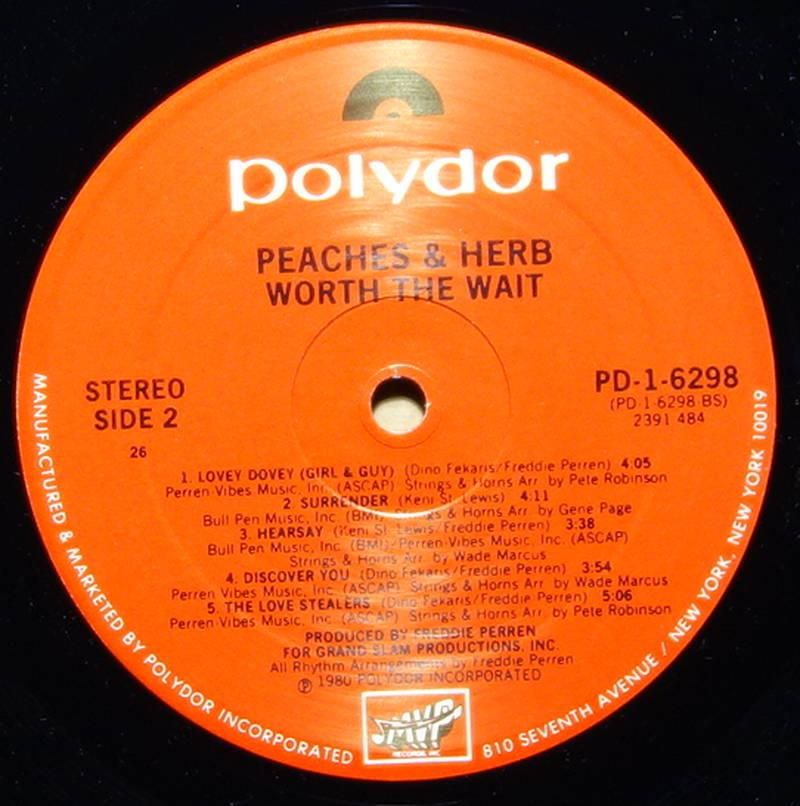 polydor
PEACHES & HERB
WORTH THE WAIT
STEREO
SIDE 2
26
PD-1-6298
(PD-1-6298-BS)
2391 484
1. LOVEY DOVEY (GIRL & GUY) (Dino Fekaris/Freddie Perren) 4:05
Perren-Vibes Music, Inc. (ASCAP) Strings & Horns Arr. by Pete Robinson
2. SURRENDER (Keni St. Lewis) 4:11
Bull Pen Music, Inc. (BMI) Strings & Horns Arr. by Gene Page
3. HEARSAY (Keni St. Lewis/Freddie Perren) 3:38
Bull Pen Music, Inc. (BMI)/Perren-Vibes Music, Inc. (ASCAP)
Strings & Horns Arr. by Wade Marcus
4. DISCOVER YOU (Dino Fekaris/Freddie Perren) 3:54
Perren Vibes Music, Inc. (ASCAP) Strings & Horns Arr. by Wade Marcus
5. THE LOVE STEALERS (Dino Fekaris/Freddie Perren) 5:06
Perren-Vibes Music, Inc. (ASCAP) Strings & Horns Arr. by Pete Robinson
PRODUCED BY FREDDIE PERREN
FOR GRAND SLAM PRODUCTIONS, INC.
All Rhythm Arrangements by Freddie Perren
℗ 1980 POLYDOR INCORPORATED
MVP
RECORDS, INC.
MANUFACTURED & MARKETED BY POLYDOR INCORPORATED
810 SEVENTH AVENUE / NEW YORK, NEW YORK 10019